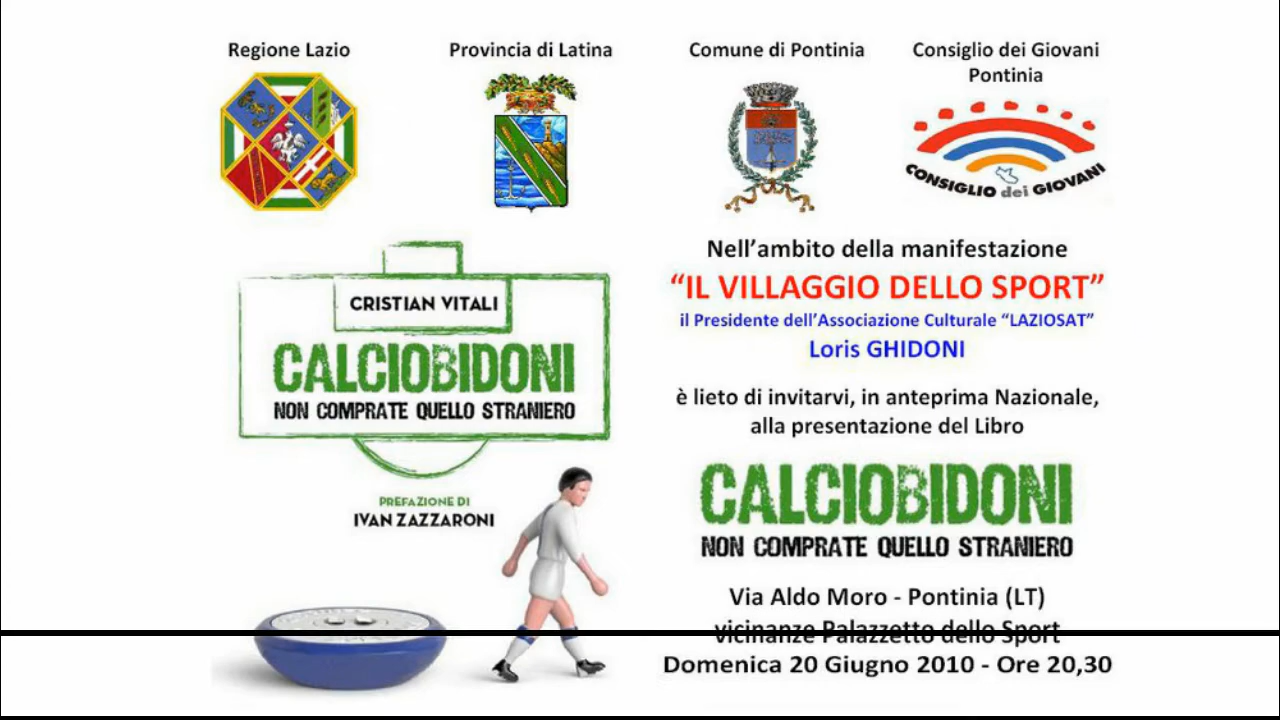 Regione Lazio
Provincia di Latina
Comune di Pontinia
Consiglio dei Giovani
Pontinia
CONSIGLIO dei GIOVANI
CRISTIAN VITALI
CALCIOBIDONI
NON COMPRATE QUELLO STRANIERO
PREFAZIONE DI
IVAN ZAZZARONI
Nell'ambito della manifestazione
“IL VILLAGGIO DELLO SPORT”
il Presidente dell'Associazione Culturale “LAZIOSAT”
Loris GHIDONI
è lieto di invitarvi, in anteprima Nazionale,
alla presentazione del Libro
CALCIOBIDONI
NON COMPRATE QUELLO STRANIERO
Via Aldo Moro - Pontinia (LT)
vicinanze Palazzetto dello Sport
Domenica 20 Giugno 2010 - Ore 20,30